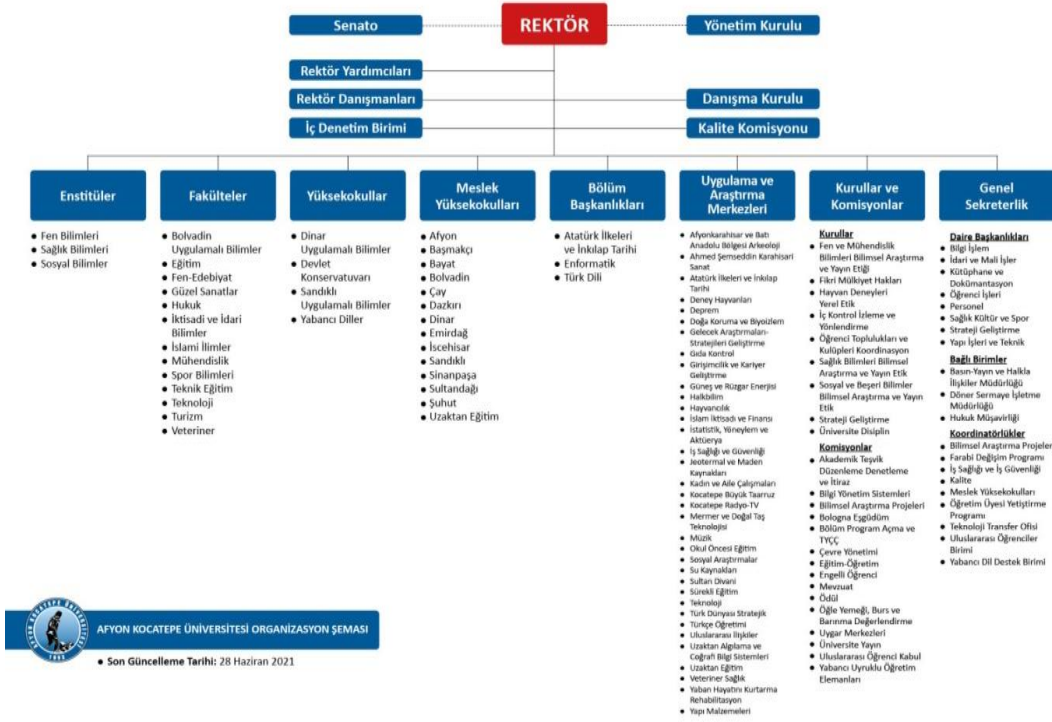 Senato
REKTÖR
Yönetim Kurulu
Rektör Yardımcıları
Rektör Danışmanları
Danışma Kurulu
İç Denetim Birimi
Kalite Komisyonu
Enstitüler
• Fen Bilimleri
• Sağlık Bilimleri
• Sosyal Bilimler
Fakülteler
• Bolvadin
Uygulamalı Bilimler
• Eğitim
• Fen-Edebiyat
• Güzel Sanatlar
• Hukuk
• İktisadi ve İdari
Bilimler
• İslami İlimler
• Mühendislik
• Spor Bilimleri
• Teknik Eğitim
• Teknoloji
• Turizm
• Veteriner
Yüksekokullar
• Dinar
Uygulamalı Bilimler
• Devlet
Konservatuvarı
• Sandıklı
Uygulamalı Bilimler
• Yabancı Diller
Meslek
Yüksekokulları
• Afyon
• Başmakçı
• Bayat
• Bolvadin
• Çay
• Dazkırı
• Dinar
• Emirdağ
• İscehisar
• Sandıklı
• Sinanpaşa
• Sultandağı
• Şuhut
• Uzaktan Eğitim
Bölüm
Başkanlıkları
• Atatürk İlkeleri
ve İnkılap Tarihi
• Enformatik
• Türk Dili
Uygulama ve
Araştırma
Merkezleri
• Afyonkarahisar ve Batı
Anadolu Bölgesi Arkeoloji
• Ahmed Şemseddin Karahisari
Sanat
• Atatürk İlkeleri ve İnkılap
Tarihi
• Deney Hayvanları
• Deprem
• Doğa Koruma ve Biyoizlem
• Gelecek Araştırmaları-
Stratejileri Geliştirme
• Gıda Kontrol
• Girişimcilik ve Kariyer
Geliştirme
• Güneş ve Rüzgar Enerjisi
• Halkbilim
• Hayvancılık
• İslam İktisadı ve Finansı
• İstatistik, Yöneylem ve
Aktüerya
• İş Sağlığı ve Güvenliği
• Jeotermal ve Maden
Kaynakları
• Kadın ve Aile Çalışmaları
• Kocatepe Büyük Taarruz
• Kocatepe Radyo-TV
• Mermer ve Doğal Taş
Teknolojisi
• Müzik
• Okul Öncesi Eğitim
• Sosyal Araştırmalar
• Su Kaynakları
• Sultan Divani
• Sürekli Eğitim
• Teknoloji
• Türk Dünyası Stratejik
• Türkçe Öğretimi
• Uluslararası İlişkiler
• Uzaktan Algılama ve
Coğrafi Bilgi Sistemleri
• Uzaktan Eğitim
• Veteriner Sağlık
• Yaban Hayatını Kurtarma
Rehabilitasyon
• Yapı Malzemeleri
Kurullar ve
Komisyonlar
Kurullar
• Fen ve Mühendislik
Bilimleri Bilimsel Araştırma
ve Yayın Etiği
• Fikri Mülkiyet Hakları
• Hayvan Deneyleri
Yerel Etik
• İç Kontrol İzleme ve
Yönlendirme
• Öğrenci Toplulukları ve
Kulüpleri Koordinasyon
• Sağlık Bilimleri Bilimsel
Araştırma ve Yayın Etik
• Sosyal ve Beşeri Bilimler
Bilimsel Araştırma ve Yayın
Etik
• Strateji Geliştirme
• Üniversite Disiplin
Komisyonlar
• Akademik Teşvik
Düzenleme Denetleme
ve İtiraz
• Bilgi Yönetim Sistemleri
• Bilimsel Araştırma Projeleri
• Bologna Eşgüdüm
• Bölüm Program Açma ve
TYÇÇ
• Çevre Yönetimi
• Eğitim-Öğretim
• Engelli Öğrenci
• Mevzuat
• Ödül
• Öğle Yemeği, Burs ve
Barınma Değerlendirme
• Uygar Merkezleri
• Üniversite Yayın
• Uluslararası Öğrenci Kabul
• Yabancı Uyruklu Öğretim
Elemanları
Genel
Sekreterlik
Daire Başkanlıkları
• Bilgi İşlem
• İdari ve Mali İşler
• Kütüphane ve
Dokümantasyon
• Öğrenci İşleri
• Personel
• Sağlık Kültür ve Spor
• Strateji Geliştirme
• Yapı İşleri ve Teknik
Bağlı Birimler
• Basın-Yayın ve Halkla
İlişkiler Müdürlüğü
• Döner Sermaye İşletme
Müdürlüğü
• Hukuk Müşavirliği
Koordinatörlükler
• Bilimsel Araştırma Projeler
• Farabi Değişim Programı
• İş Sağlığı ve İş Güvenliği
• Kalite
• Meslek Yüksekokulları
• Öğretim Üyesi Yetiştirme
Programı
• Teknoloji Transfer Ofisi
• Uluslararası Öğrenciler
Birimi
• Yabancı Dil Destek Birimi
AFYON KOCATEPE ÜNİVERSİTESİ
1992
AFYON KOCATEPE ÜNİVERSİTESİ ORGANİZASYON ŞEMASI
• Son Güncelleme Tarihi: 28 Haziran 2021